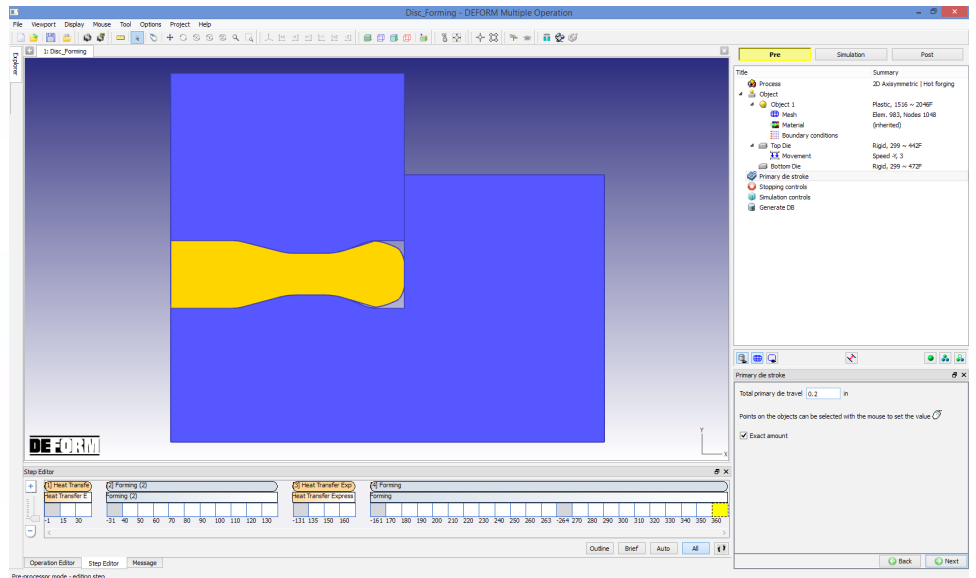 Disc_Forming - DEFORM Multiple Operation
File Viewport Display Mouse Tool Options Project Help
1: Disc_Forming
Explorer
Pre Simulation Post
Title Summary
Process 2D Axisymmetric | Hot forging
Object
Object 1 Plastic, 1516 ~ 2046F
Mesh Elem. 983, Nodes 1048
Material (inherited)
Boundary conditions
Top Die Rigid, 299 ~ 442F
Movement Speed -Y, 3
Bottom Die Rigid, 299 ~ 472F
Primary die stroke
Stopping controls
Simulation controls
Generate DB
Primary die stroke
Total primary die travel 0.2 in
Points on the objects can be selected with the mouse to set the value
Exact amount
DEFORM
Y
X
Step Editor
[1] Heat Transfe [2] Forming (2) [3] Heat Transfer Exp) [4] Forming
Heat Transfer E Forming (2) Heat Transfer Express Forming
-1 15 30 -31 40 50 60 70 80 90 100 110 120 130 -131 135 150 160 -161 170 180 190 200 210 220 230 240 250 260 263 -264 270 280 290 300 310 320 330 340 350 360
Outline Brief Auto All
Operation Editor Step Editor Message
Back Next
Pre-processor mode - edition step